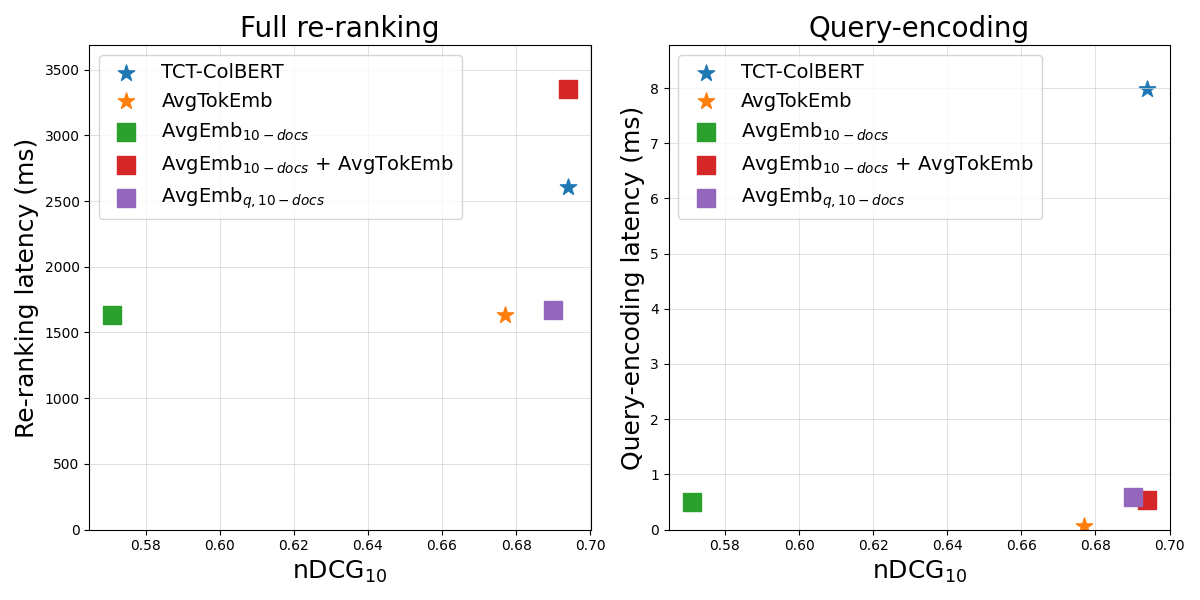 Full re-ranking
TCT-ColBERT
AvgTokEmb
AvgEmb10−docs
AvgEmb10−docs + AvgTokEmb
AvgEmbq, 10−docs
Re-ranking latency (ms)
3500
3000
2500
2000
1500
1000
500
0
0.58 0.60 0.62 0.64 0.66 0.68 0.70
nDCG10
Query-encoding
TCT-ColBERT
AvgTokEmb
AvgEmb10−docs
AvgEmb10−docs + AvgTokEmb
AvgEmbq, 10−docs
Query-encoding latency (ms)
8
7
6
5
4
3
2
1
0
0.58 0.60 0.62 0.64 0.66 0.68 0.70
nDCG10